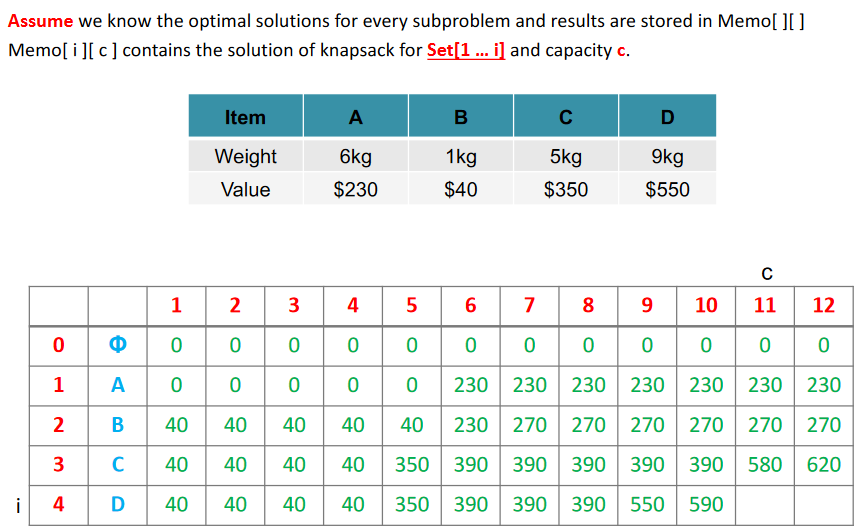 Assume we know the optimal solutions for every subproblem and results are stored in Memo[ ][ ]
Memo[ i ][ c ] contains the solution of knapsack for Set[1 ... i] and capacity c.
Item A B C D
Weight 6kg 1kg 5kg 9kg
Value $230 $40 $350 $550
C
1 2 3 4 5 6 7 8 9 10 11 12
0 Φ 0 0 0 0 0 0 0 0 0 0 0 0
1 A 0 0 0 0 0 230 230 230 230 230 230 230
2 B 40 40 40 40 40 230 270 270 270 270 270 270
3 C 40 40 40 40 350 390 390 390 390 390 580 620
i 4 D 40 40 40 40 350 390 390 390 550 590